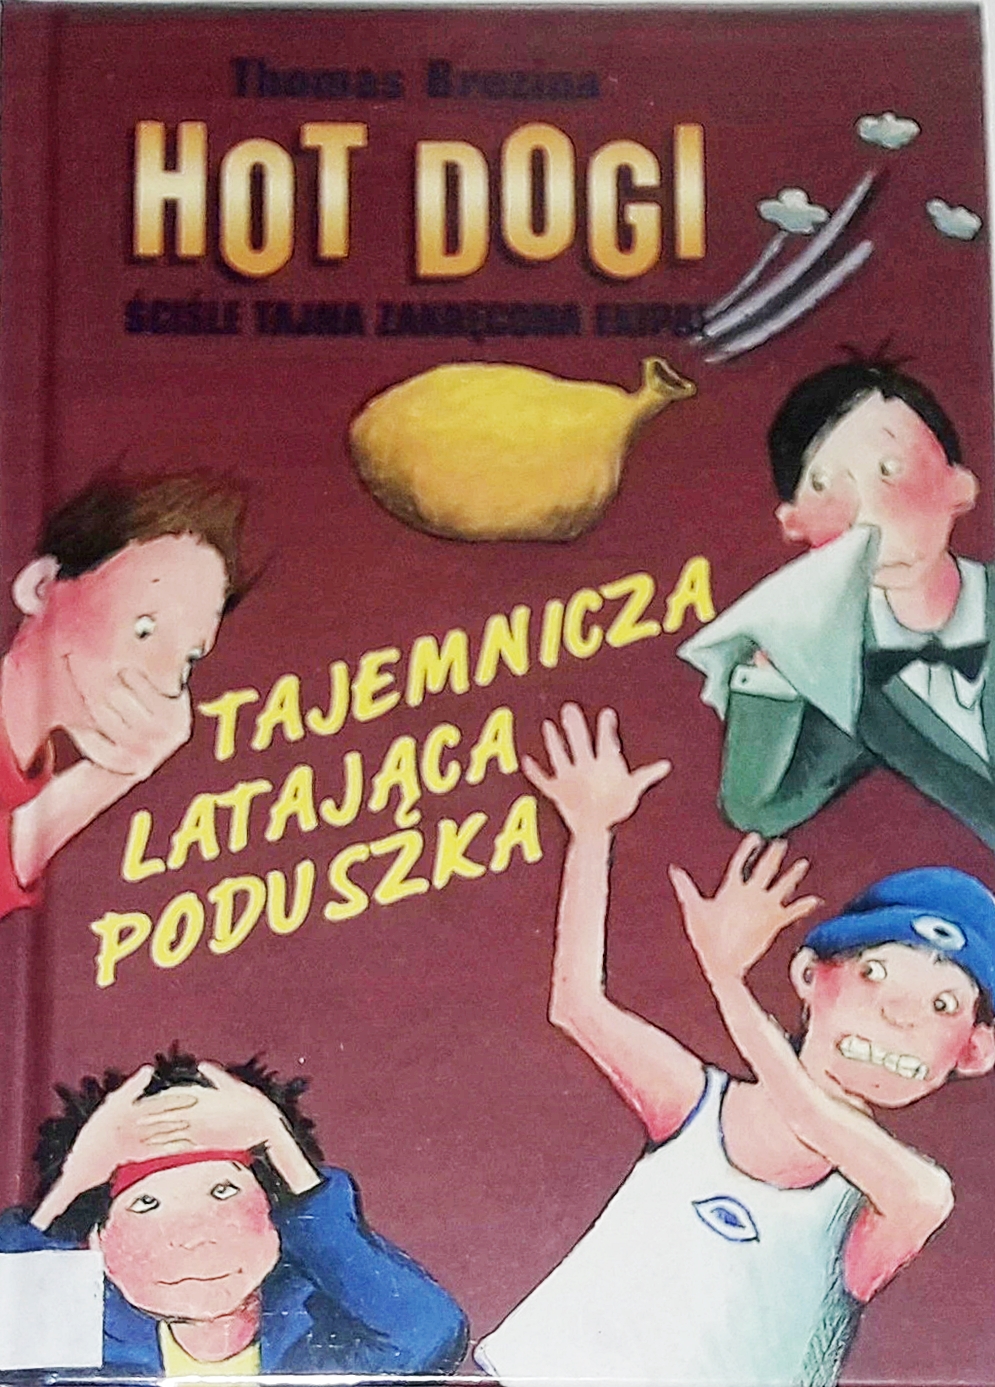 Thomas Brezina
HOT DOGI
ŚCIŚLE TAJNA ZAKRĘCONA EKIPA!
TAJEMNICZA
LATAJĄCA
PODUSZKA